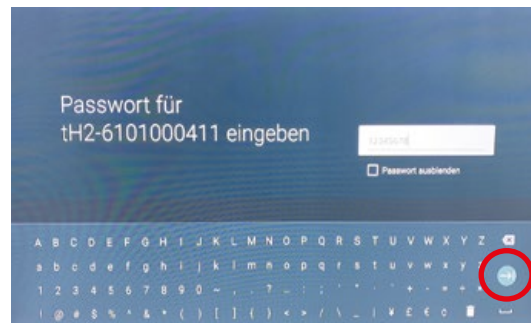 Passwort für
tH2-6101000411 eingeben
12345678
Passwort ausblenden
A B C D E F G H I J K L M N O P Q R S T U V W X Y Z
a b c d e f g h i j k l m n o p q r s t u v w x y
1 2 3 4 5 6 7 8 9 0 ~
! @ # $ % ^ & * ( ) [ ] { } < > / \ _ | ¥ £ €